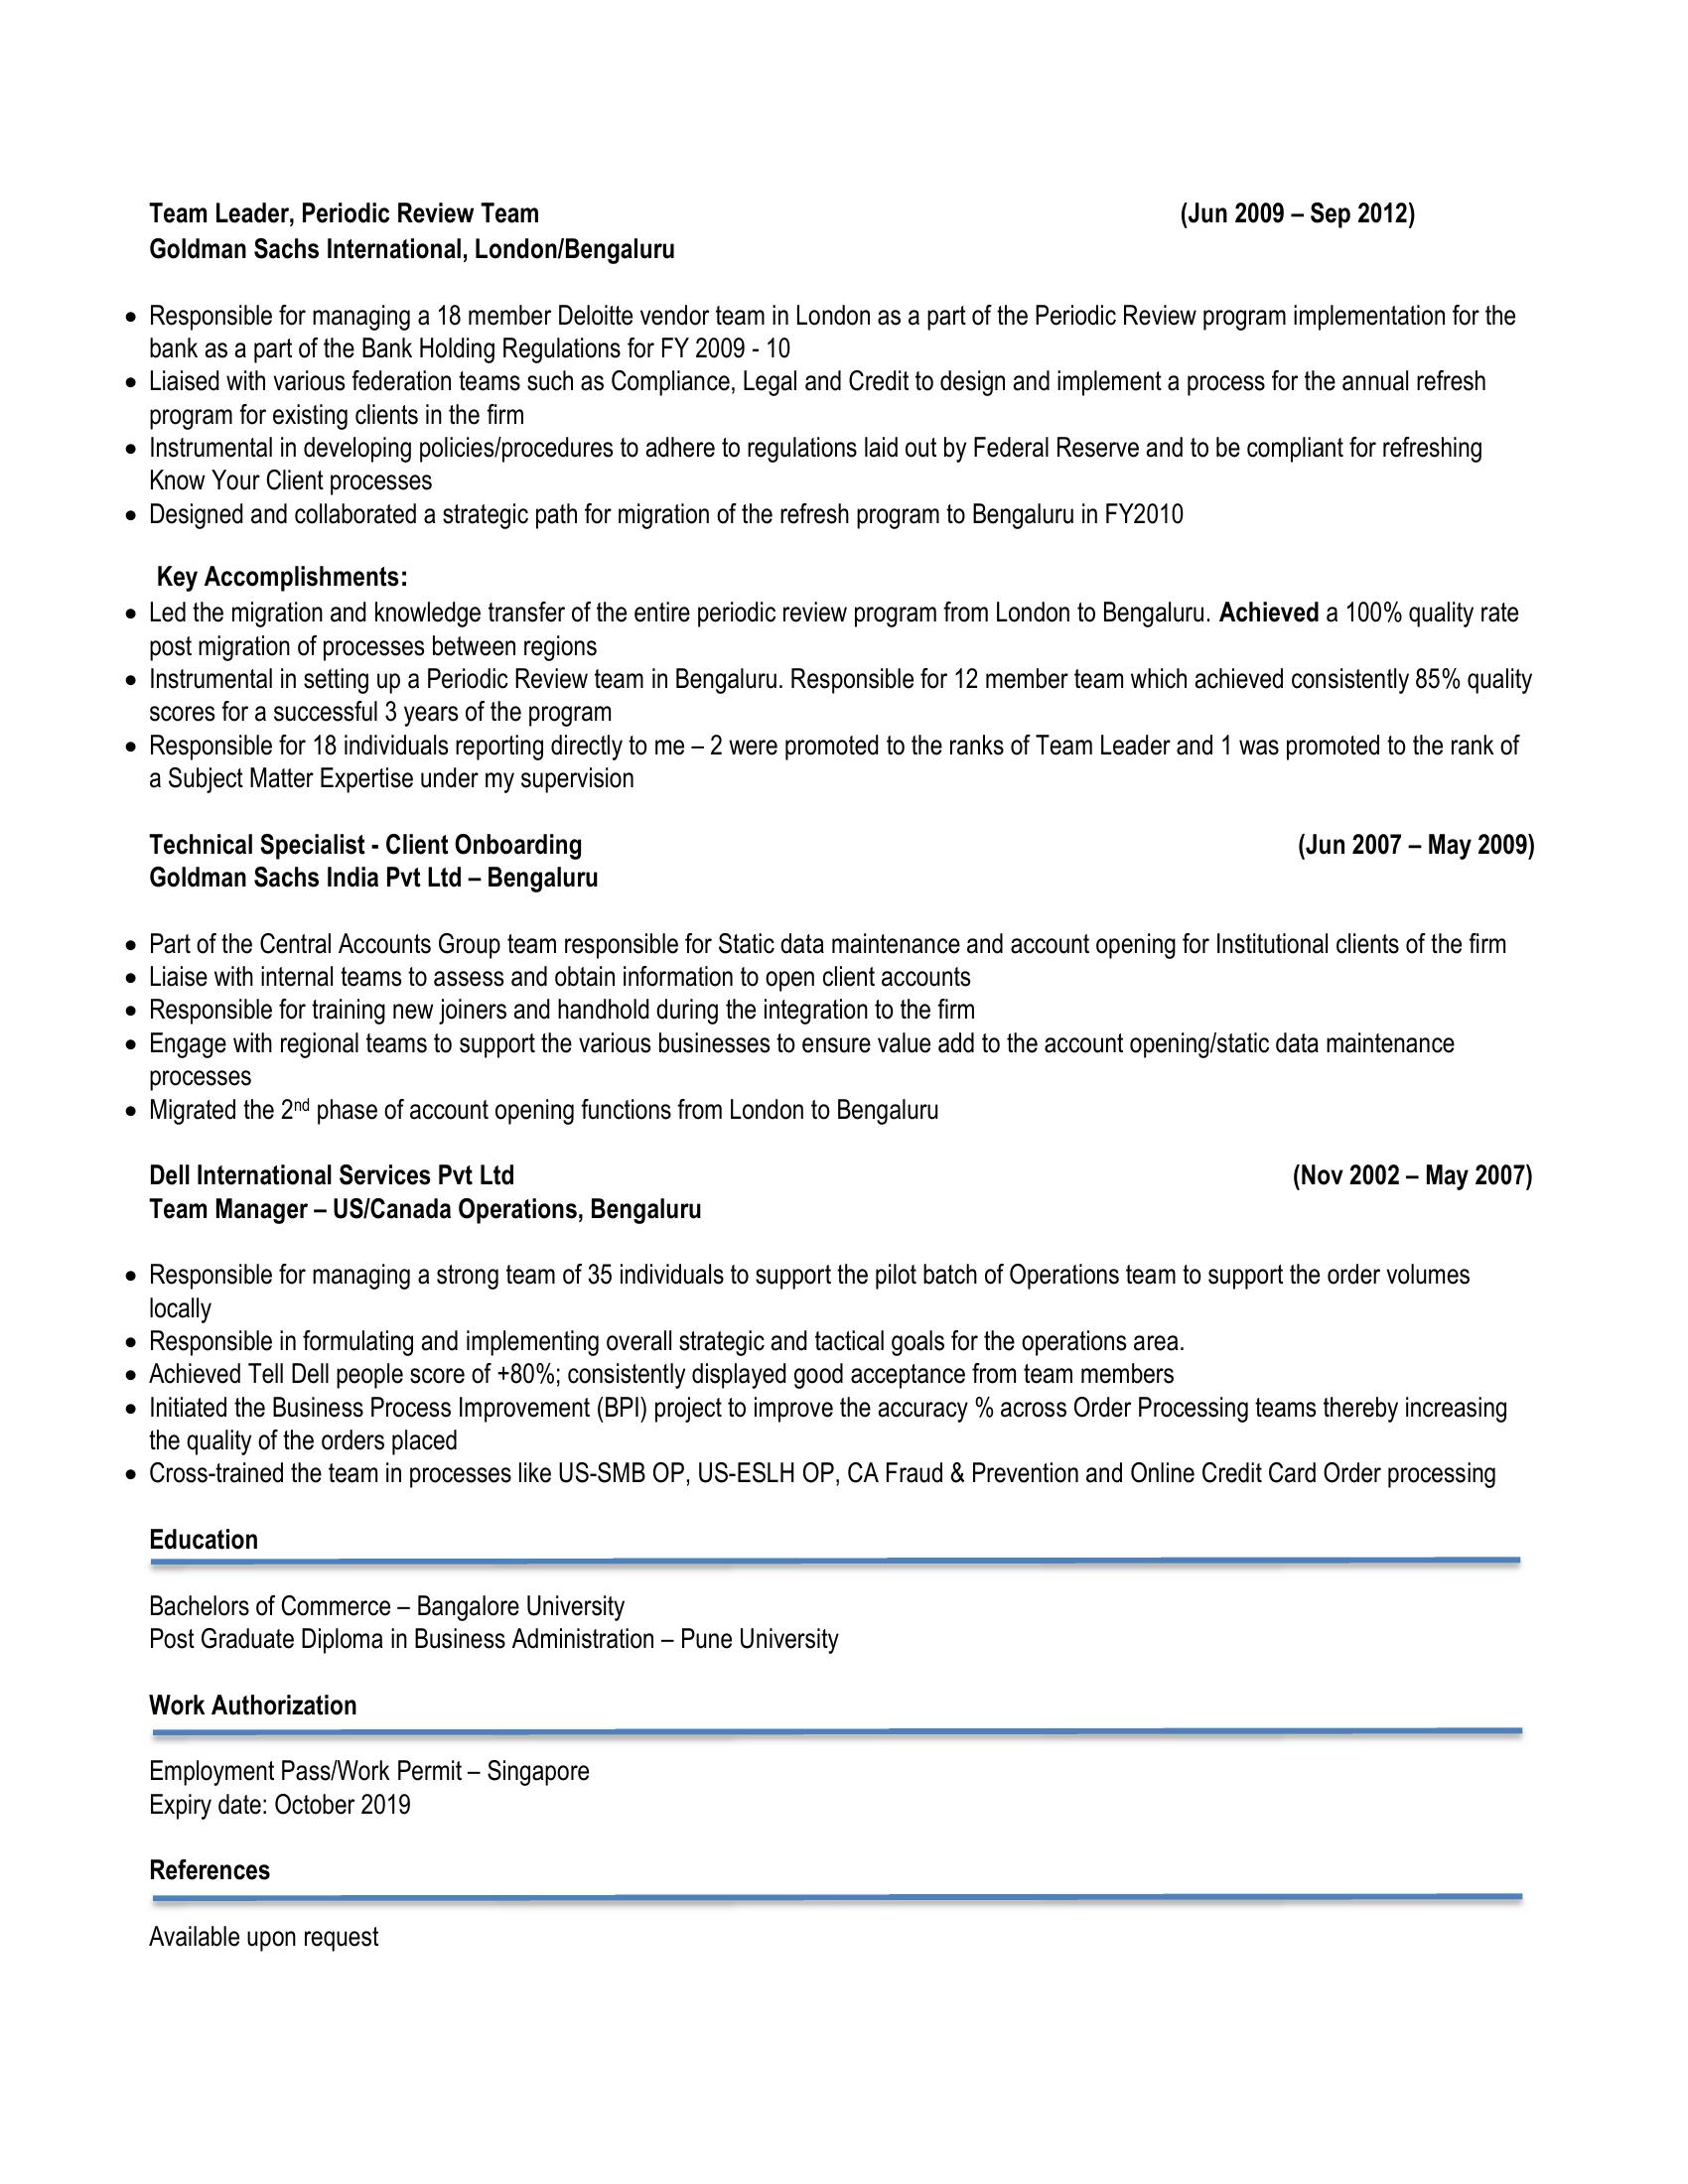 Team Leader, Periodic Review Team (Jun 2009 – Sep 2012)
Goldman Sachs International, London/Bengaluru
• Responsible for managing a 18 member Deloitte vendor team in London as a part of the Periodic Review program implementation for the
bank as a part of the Bank Holding Regulations for FY 2009 - 10
• Liaised with various federation teams such as Compliance, Legal and Credit to design and implement a process for the annual refresh
program for existing clients in the firm
• Instrumental in developing policies/procedures to adhere to regulations laid out by Federal Reserve and to be compliant for refreshing
Know Your Client processes
• Designed and collaborated a strategic path for migration of the refresh program to Bengaluru in FY2010
Key Accomplishments:
• Led the migration and knowledge transfer of the entire periodic review program from London to Bengaluru. Achieved a 100% quality rate
post migration of processes between regions
• Instrumental in setting up a Periodic Review team in Bengaluru. Responsible for 12 member team which achieved consistently 85% quality
scores for a successful 3 years of the program
• Responsible for 18 individuals reporting directly to me – 2 were promoted to the ranks of Team Leader and 1 was promoted to the rank of
a Subject Matter Expertise under my supervision
Technical Specialist - Client Onboarding (Jun 2007 – May 2009)
Goldman Sachs India Pvt Ltd – Bengaluru
• Part of the Central Accounts Group team responsible for Static data maintenance and account opening for Institutional clients of the firm
• Liaise with internal teams to assess and obtain information to open client accounts
• Responsible for training new joiners and handhold during the integration to the firm
• Engage with regional teams to support the various businesses to ensure value add to the account opening/static data maintenance
processes
• Migrated the 2nd phase of account opening functions from London to Bengaluru
Dell International Services Pvt Ltd (Nov 2002 – May 2007)
Team Manager – US/Canada Operations, Bengaluru
• Responsible for managing a strong team of 35 individuals to support the pilot batch of Operations team to support the order volumes
locally
• Responsible in formulating and implementing overall strategic and tactical goals for the operations area.
• Achieved Tell Dell people score of +80%; consistently displayed good acceptance from team members
• Initiated the Business Process Improvement (BPI) project to improve the accuracy % across Order Processing teams thereby increasing
the quality of the orders placed
• Cross-trained the team in processes like US-SMB OP, US-ESLH OP, CA Fraud & Prevention and Online Credit Card Order processing
Education
Bachelors of Commerce – Bangalore University
Post Graduate Diploma in Business Administration – Pune University
Work Authorization
Employment Pass/Work Permit – Singapore
Expiry date: October 2019
References
Available upon request